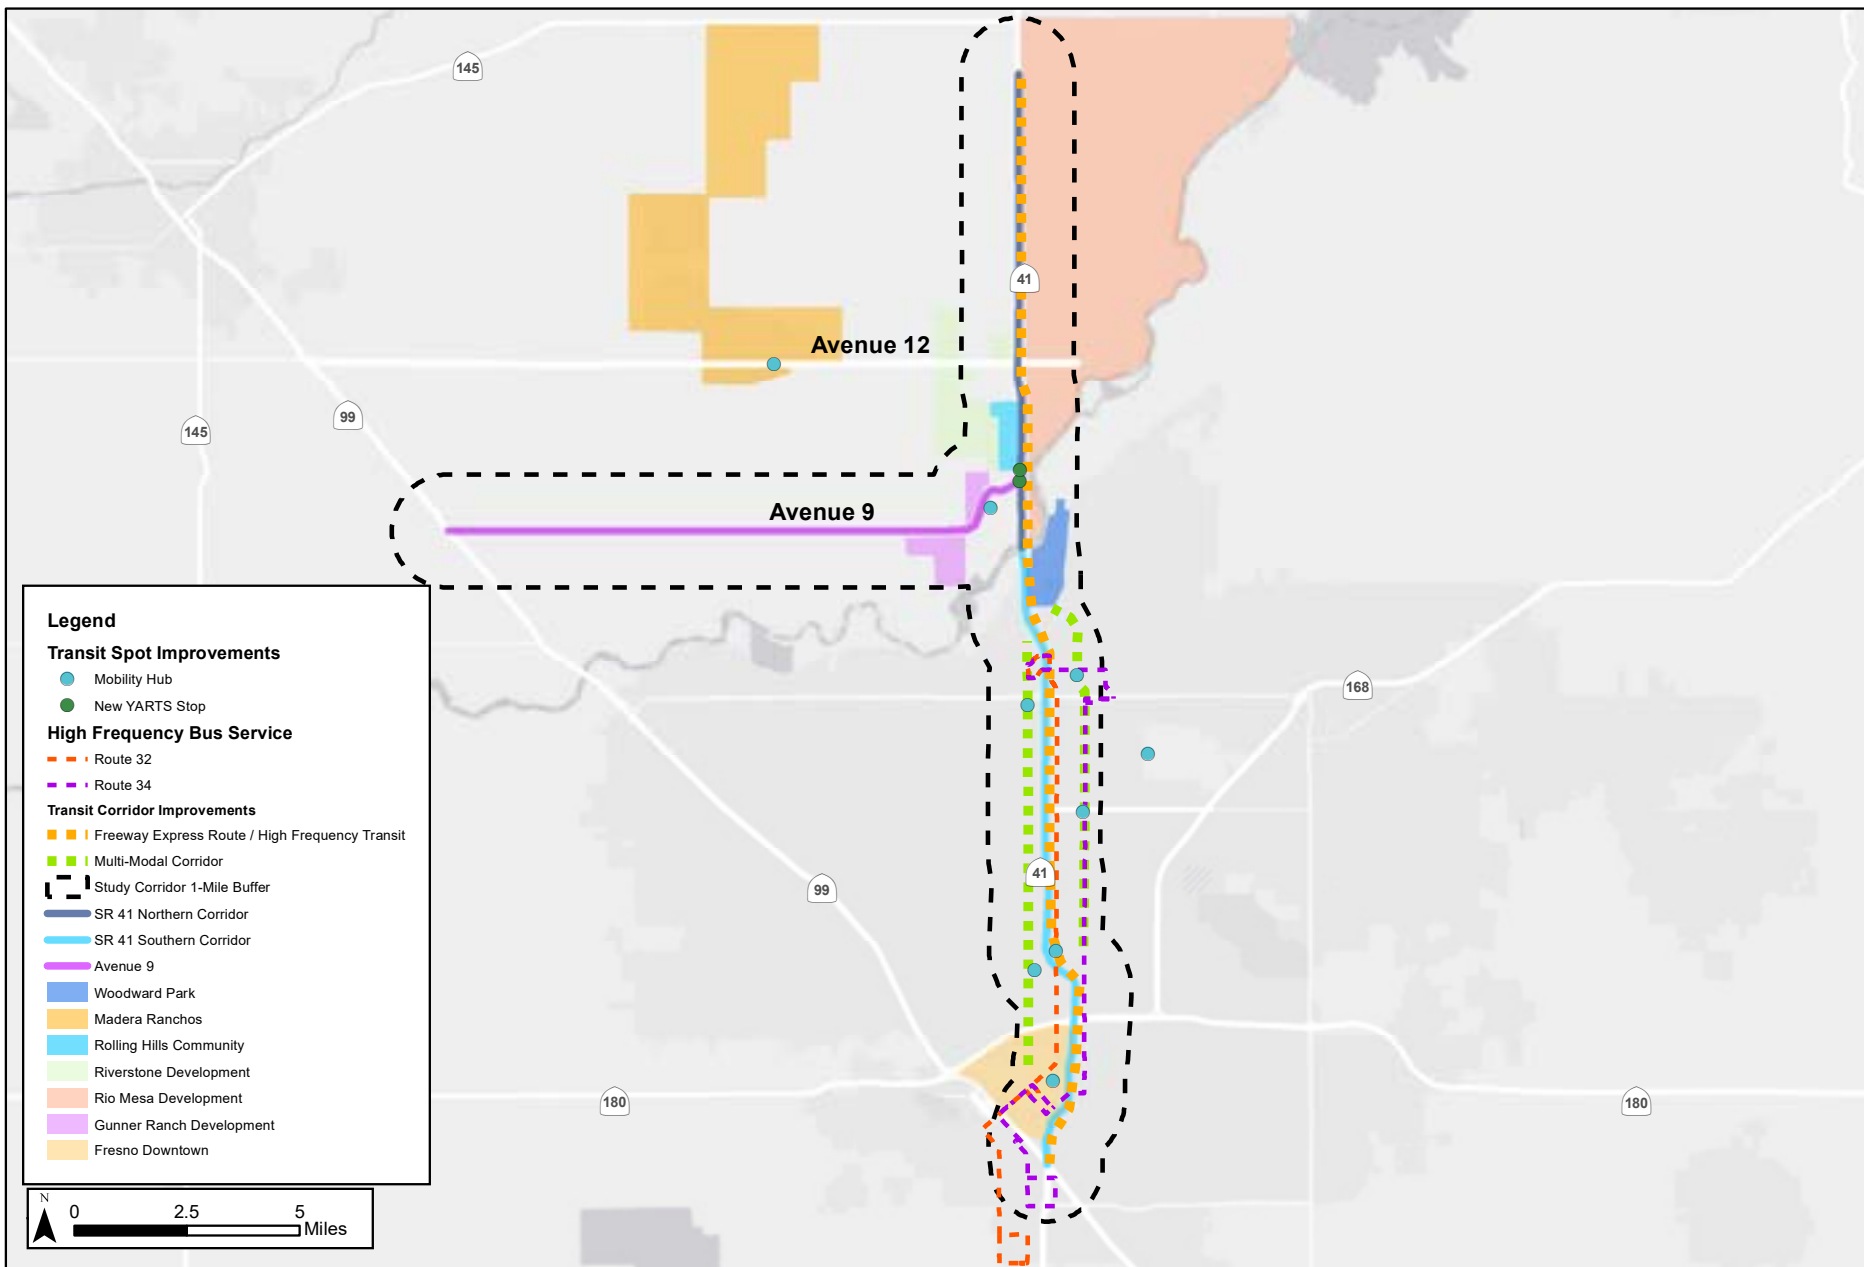 145
41
Avenue 12
99
145
Avenue 9
Legend
Transit Spot Improvements
Mobility Hub
New YARTS Stop
High Frequency Bus Service
Route 32
Route 34
Transit Corridor Improvements
Freeway Express Route / High Frequency Transit
Multi-Modal Corridor
Study Corridor 1-Mile Buffer
SR 41 Northern Corridor
SR 41 Southern Corridor
Avenue 9
Woodward Park
Madera Ranchos
Rolling Hills Community
Riverstone Development
Rio Mesa Development
Gunner Ranch Development
Fresno Downtown
168
41
99
180
180
N
0 2.5 5
Miles